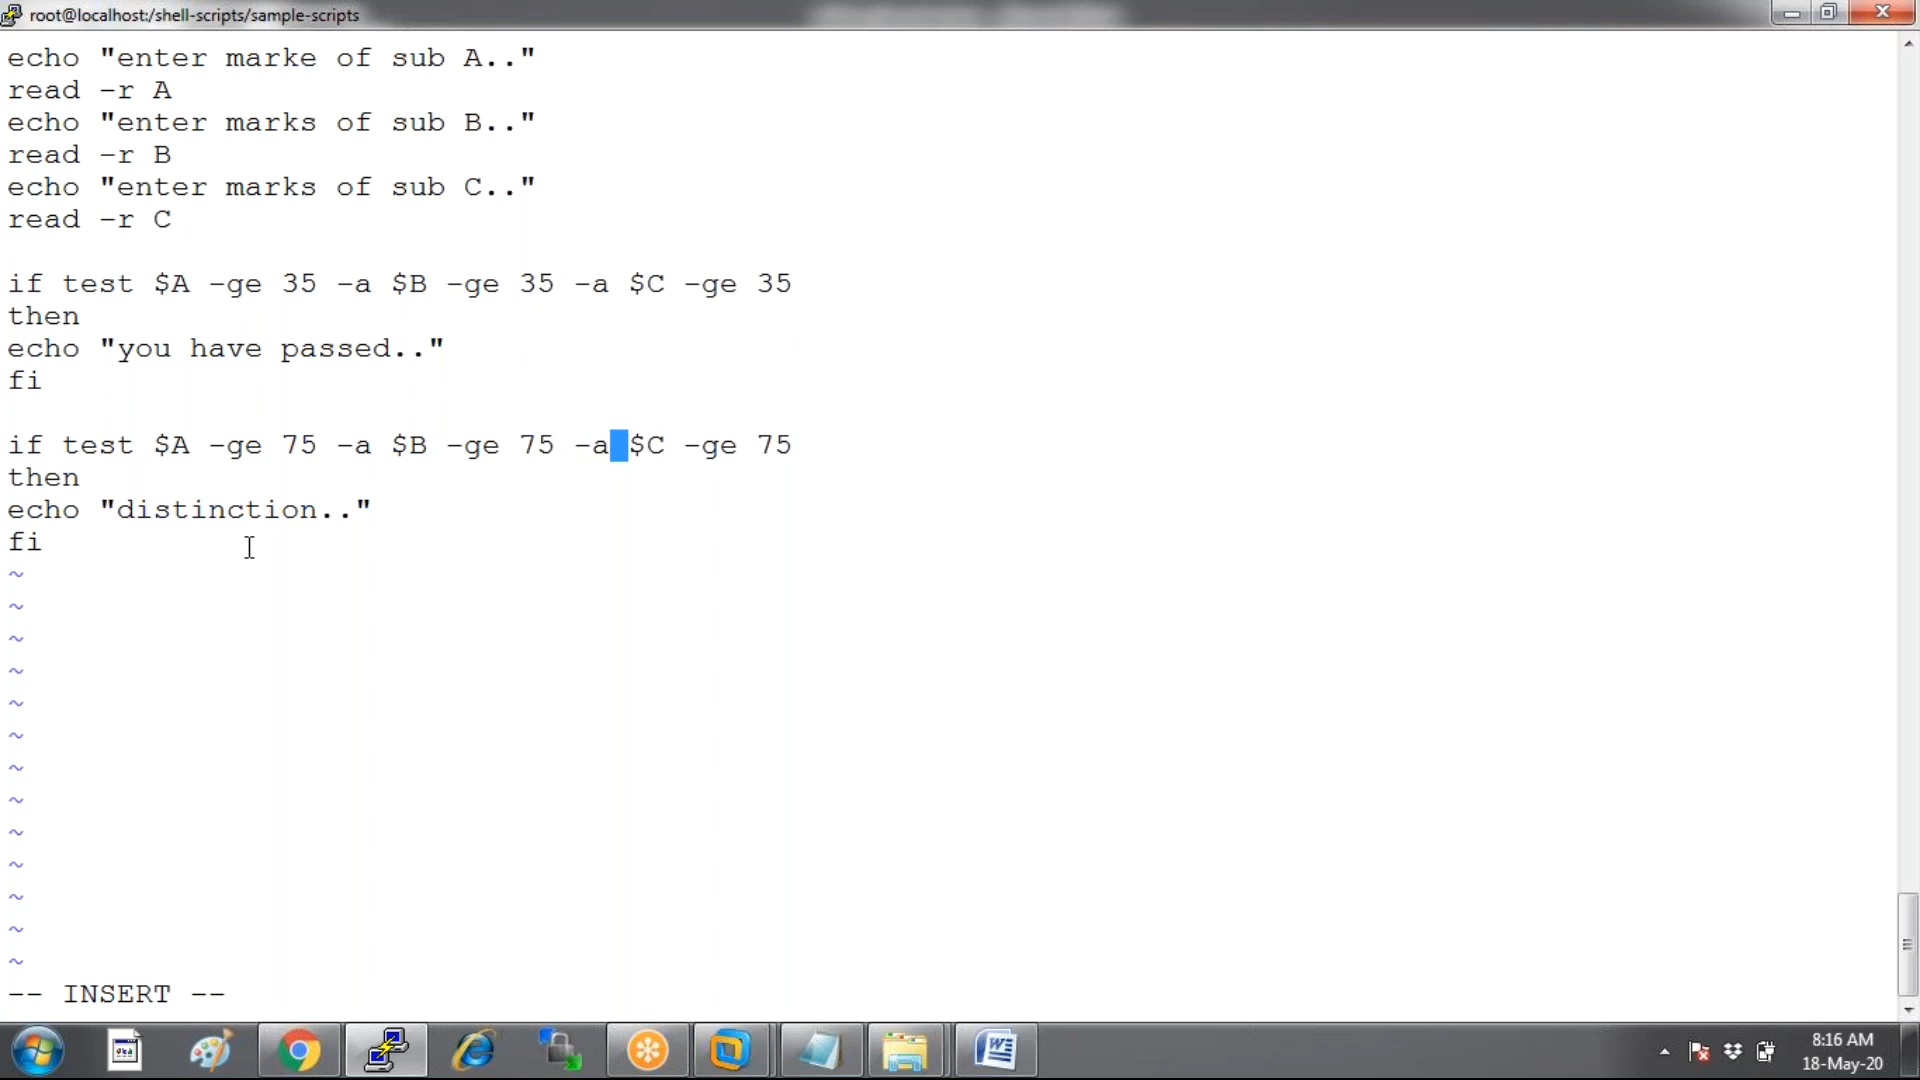 root@localhost:/shell-scripts/sample-scripts
echo "enter marke of sub A.."
read -r A
echo "enter marks of sub B.."
read -r B
echo "enter marks of sub C.."
read -r C
if test $A -ge 35 -a $B -ge 35 -a $C -ge 35
then
echo "you have passed.."
fi
if test $A -ge 75 -a $B -ge 75 -a $C -ge 75
then
echo "distinction.."
fi
~
~
~
~
~
~
~
~
~
~
~
~
~
-- INSERT --
8:16 AM
18-May-20